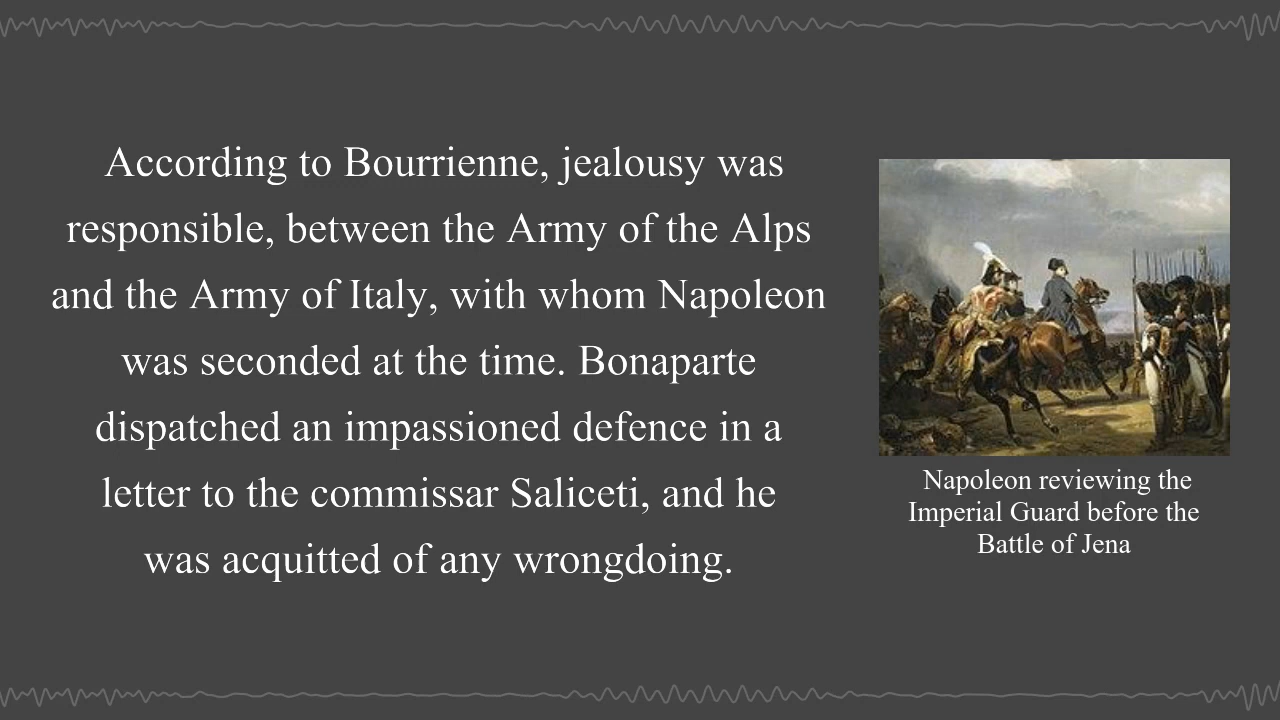 According to Bourrienne, jealousy was
responsible, between the Army of the Alps
and the Army of Italy, with whom Napoleon
was seconded at the time. Bonaparte
dispatched an impassioned defence in a
letter to the commissar Saliceti, and he
was acquitted of any wrongdoing.
Napoleon reviewing the
Imperial Guard before the
Battle of Jena